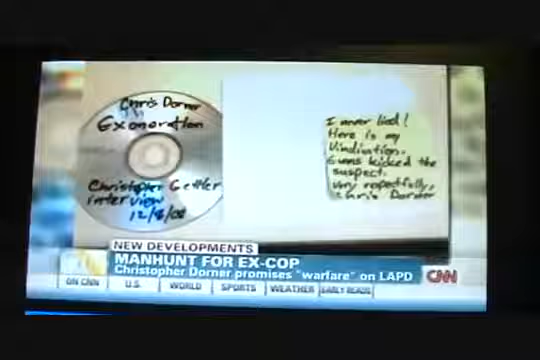 Chris Dorner
Exoneration
Christopher Gettler
interview
12/8/08
I never lied!
Here is my
Vindication.
Evans kicked the
suspect.
very respectfully,
Chris Dorner
NEW DEVELOPMENTS
MANHUNT FOR EX-COP
Christopher Dorner promises "warfare" on LAPD
CNN
ON CNN
U.S.
WORLD
SPORTS
WEATHER
EARLY READS